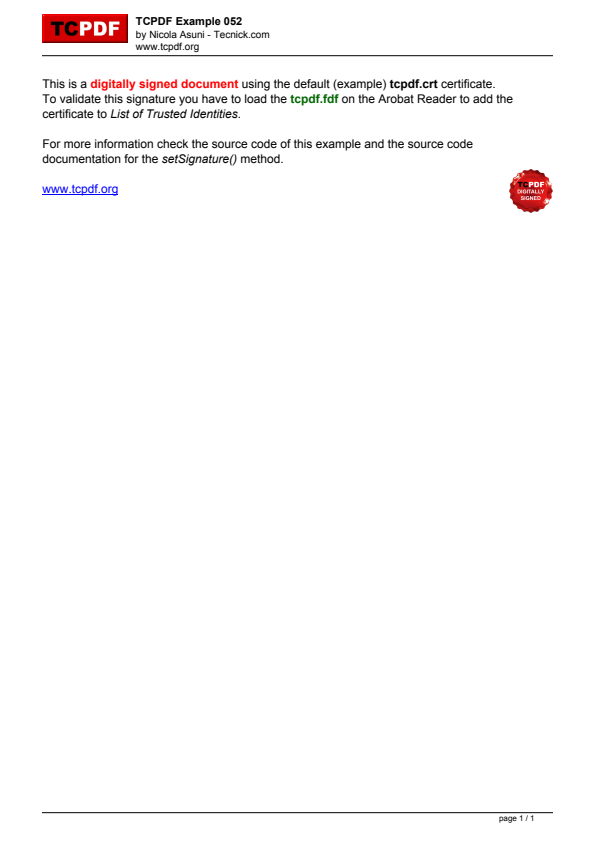 TCPDF
TCPDF Example 052
by Nicola Asuni - Tecnick.com
www.tcpdf.org
This is a digitally signed document using the default (example) tcpdf.crt certificate.
To validate this signature you have to load the tcpdf.fdf on the Arobat Reader to add the
certificate to List of Trusted Identities.
For more information check the source code of this example and the source code
documentation for the setSignature() method.
www.tcpdf.org
TCPDF
DIGITALLY
SIGNED
page 1 / 1